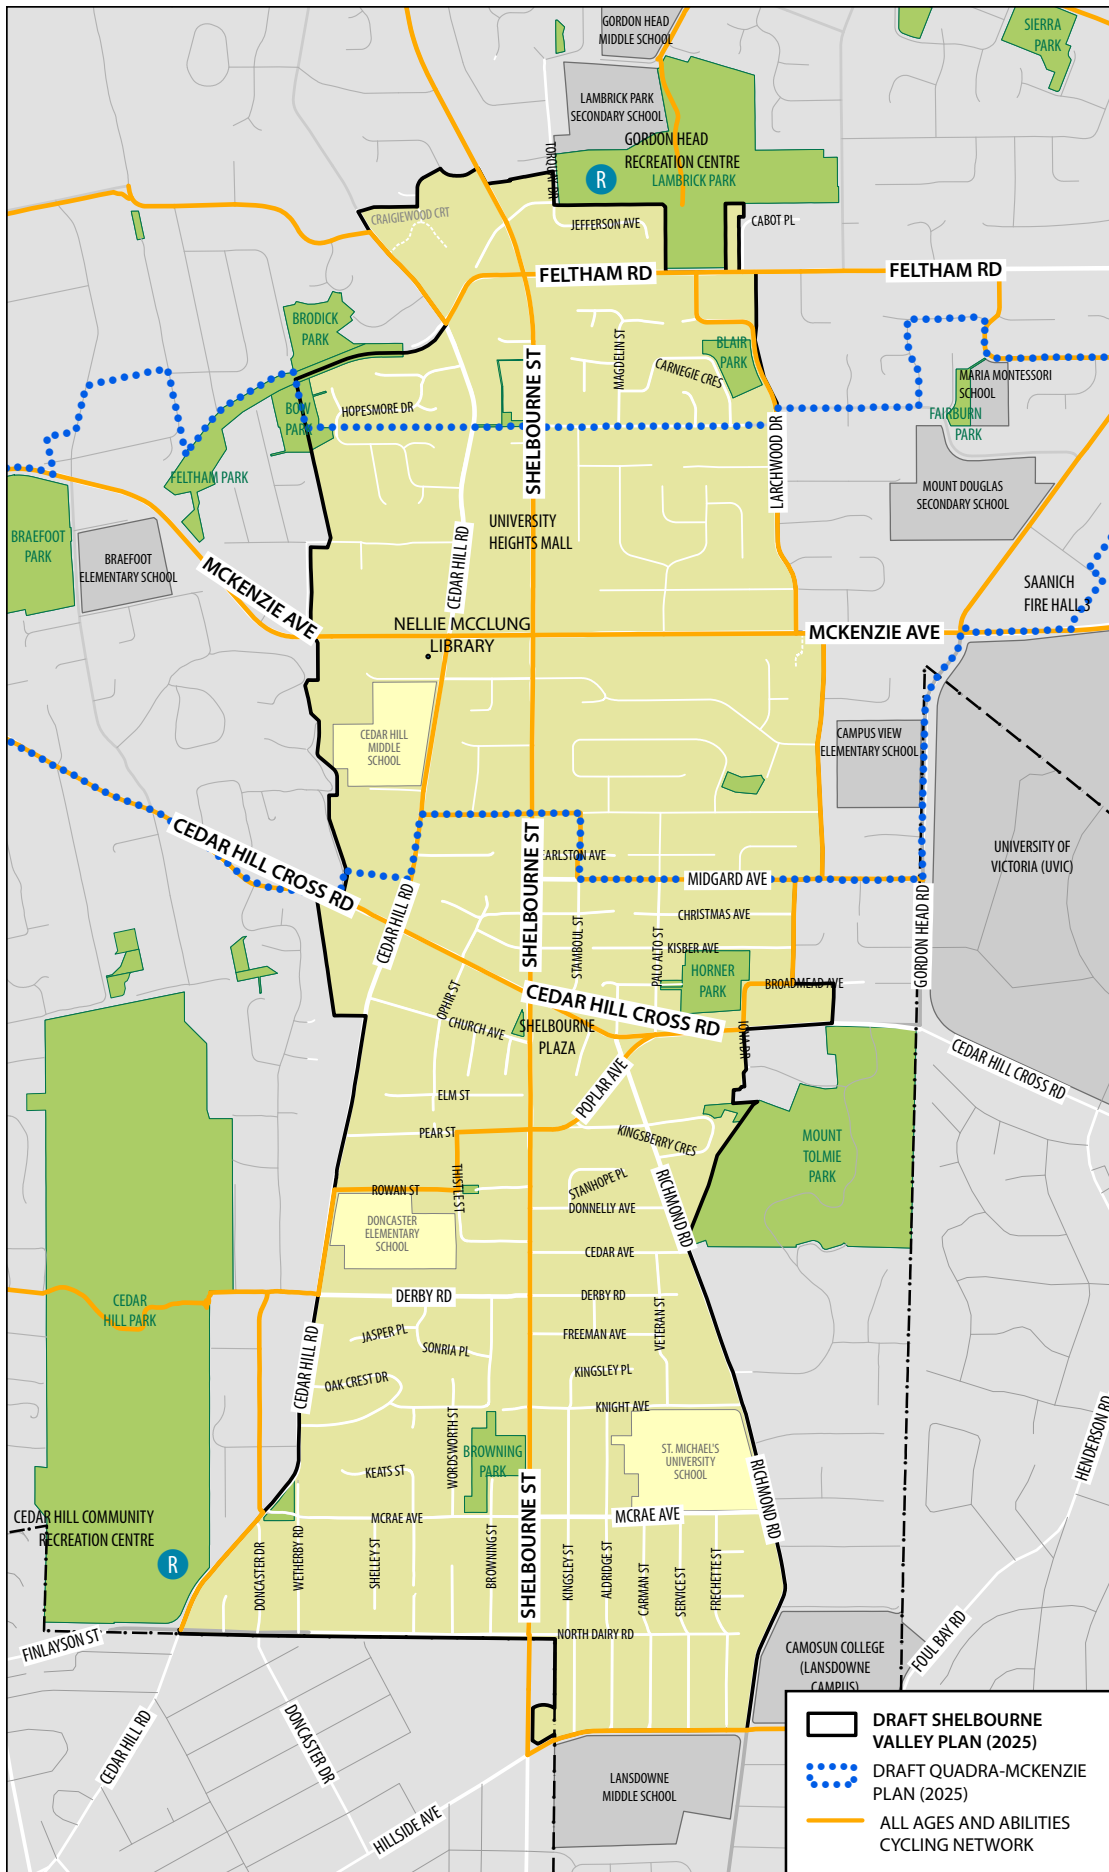 GORDON HEAD
MIDDLE SCHOOL
SIERRA
PARK
LAMBRICK PARK
SECONDARY SCHOOL
GORDON HEAD
RECREATION CENTRE
LAMBRICK PARK
R
TORQUAY DR
CRAIGIEWOOD CRT
JEFFERSON AVE
CABOT PL
FELTHAM RD
FELTHAM RD
BRODICK
PARK
SHELBOURNE ST
MAGDELIN ST
BLAIR
PARK
CARNEGIE CRES
MARIA MONTESSORI
SCHOOL
BOW
PARK
HOPESMORE DR
FAIRBURN
PARK
LARCHWOOD DR
FELTHAM PARK
MOUNT DOUGLAS
SECONDARY SCHOOL
UNIVERSITY
HEIGHTS MALL
BRAEFOOT
PARK
BRAEFOOT
ELEMENTARY SCHOOL
CEDAR HILL RD
MCKENZIE AVE
SAANICH
FIRE HALL 3
NELLIE MCCLUNG
LIBRARY
MCKENZIE AVE
CEDAR HILL
MIDDLE
SCHOOL
CAMPUS VIEW
ELEMENTARY SCHOOL
CEDAR HILL CROSS RD
SHELBOURNE ST
EARLSTON AVE
UNIVERSITY OF
VICTORIA (UVIC)
MIDGARD AVE
CEDAR HILL RD
GORDON HEAD RD
CHRISTMAS AVE
STAMBOUL ST
PALO ALTO ST
KISBER AVE
HORNER
PARK
BROADMEAD AVE
OPHIR ST
CEDAR HILL CROSS RD
CHURCH AVE
SHELBOURNE
PLAZA
IONA DR
CEDAR HILL CROSS RD
POPLAR AVE
ELM ST
PEAR ST
KINGSBERRY CRES
MOUNT
TOLMIE
PARK
THISTLE ST
ROWAN ST
STANHOPE PL
RICHMOND RD
DONNELLY AVE
DONCASTER
ELEMENTARY
SCHOOL
CEDAR AVE
DERBY RD
DERBY RD
CEDAR
HILL PARK
JASPER PL
FREEMAN AVE
VETERAN ST
SONRIA PL
CEDAR HILL RD
KINGSLEY PL
OAK CREST DR
KNIGHT AVE
WORDSWORTH ST
HENDERSON RD
BROWNING
PARK
ST. MICHAEL'S
UNIVERSITY
SCHOOL
KEATS ST
SHELBOURNE ST
RICHMOND RD
CEDAR HILL COMMUNITY
RECREATION CENTRE
R
MCRAE AVE
MCRAE AVE
DONCASTER DR
WETHERBY RD
SHELLEY ST
BROWNING ST
KINGSLEY ST
ALDRIDGE ST
CARMAN ST
SERVICE ST
FRECHETTE ST
FINLAYSON ST
NORTH DAIRY RD
FOUL BAY RD
CAMOSUN COLLEGE
(LANSDOWNE
CAMPUS)
CEDAR HILL RD
DONCASTER DR
LANSDOWNE
MIDDLE SCHOOL
HILLSIDE AVE
DRAFT SHELBOURNE
VALLEY PLAN (2025)
DRAFT QUADRA-MCKENZIE
PLAN (2025)
ALL AGES AND ABILITIES
CYCLING NETWORK